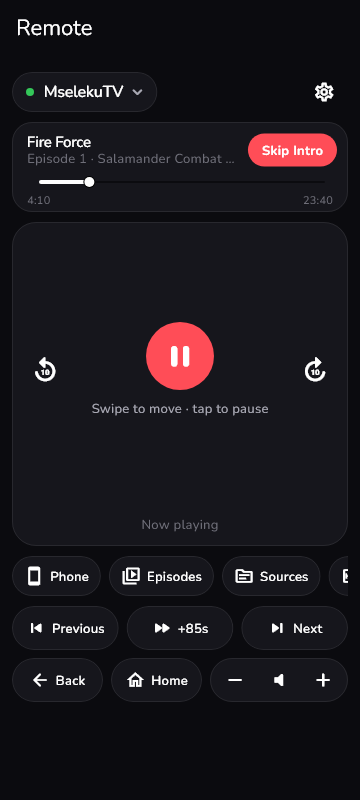 Remote
MselekuTV
Fire Force
Episode 1 · Salamander Combat ...
Skip Intro
4:10
23:40
10
10
Swipe to move · tap to pause
Now playing
Phone
Episodes
Sources
Previous
+85s
Next
Back
Home